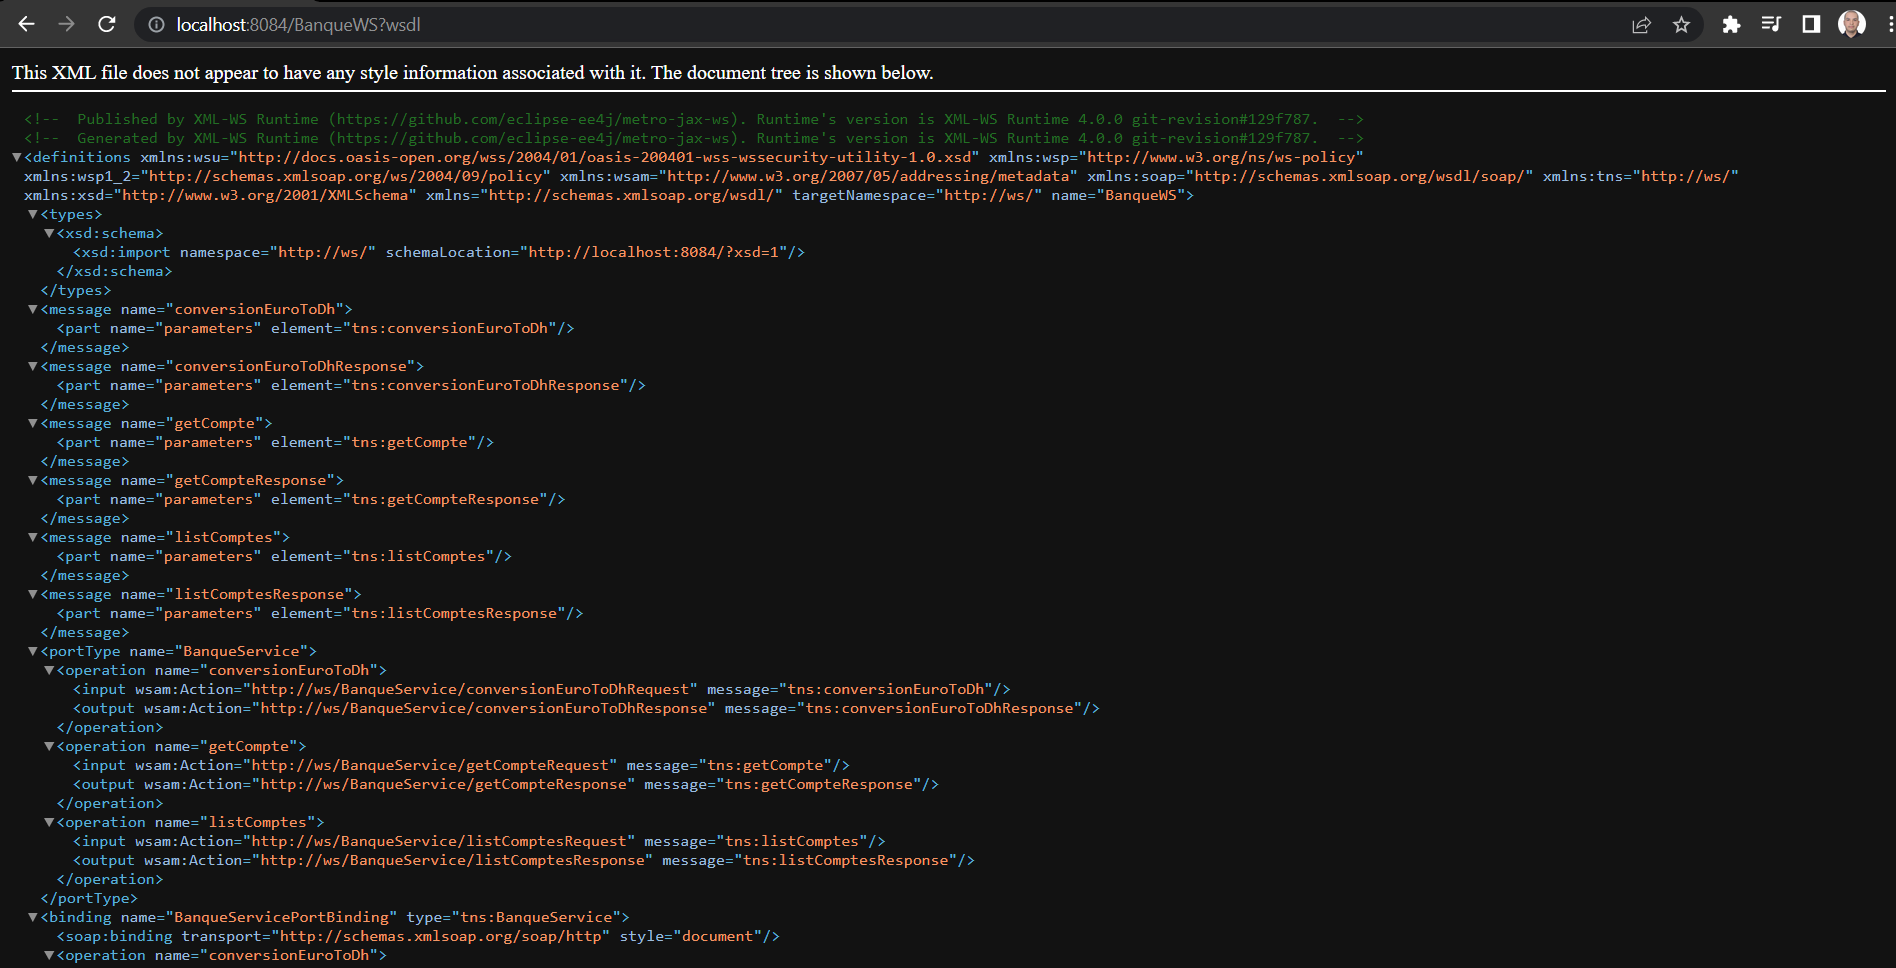 localhost:8084/BanqueWS?wsdl
This XML file does not appear to have any style information associated with it. The document tree is shown below.
<!-- Published by XML-WS Runtime (https://github.com/eclipse-ee4j/metro-jax-ws). Runtime's version is XML-WS Runtime 4.0.0 git-revision#129f787. -->
<!-- Generated by XML-WS Runtime (https://github.com/eclipse-ee4j/metro-jax-ws). Runtime's version is XML-WS Runtime 4.0.0 git-revision#129f787. -->
▼<definitions xmlns:wsu="http://docs.oasis-open.org/wss/2004/01/oasis-200401-wss-wssecurity-utility-1.0.xsd" xmlns:wsp="http://www.w3.org/ns/ws-policy"
xmlns:wsp1_2="http://schemas.xmlsoap.org/ws/2004/09/policy" xmlns:wsam="http://www.w3.org/2007/05/addressing/metadata" xmlns:soap="http://schemas.xmlsoap.org/wsdl/soap/" xmlns:tns="http://ws/"
xmlns:xsd="http://www.w3.org/2001/XMLSchema" xmlns="http://schemas.xmlsoap.org/wsdl/" targetNamespace="http://ws/" name="BanqueWS">
▼<types>
▼<xsd:schema>
<xsd:import namespace="http://ws/" schemaLocation="http://localhost:8084/?xsd=1"/>
</xsd:schema>
</types>
▼<message name="conversionEuroToDh">
<part name="parameters" element="tns:conversionEuroToDh"/>
</message>
▼<message name="conversionEuroToDhResponse">
<part name="parameters" element="tns:conversionEuroToDhResponse"/>
</message>
▼<message name="getCompte">
<part name="parameters" element="tns:getCompte"/>
</message>
▼<message name="getCompteResponse">
<part name="parameters" element="tns:getCompteResponse"/>
</message>
▼<message name="listComptes">
<part name="parameters" element="tns:listComptes"/>
</message>
▼<message name="listComptesResponse">
<part name="parameters" element="tns:listComptesResponse"/>
</message>
▼<portType name="BanqueService">
▼<operation name="conversionEuroToDh">
<input wsam:Action="http://ws/BanqueService/conversionEuroToDhRequest" message="tns:conversionEuroToDh"/>
<output wsam:Action="http://ws/BanqueService/conversionEuroToDhResponse" message="tns:conversionEuroToDhResponse"/>
</operation>
▼<operation name="getCompte">
<input wsam:Action="http://ws/BanqueService/getCompteRequest" message="tns:getCompte"/>
<output wsam:Action="http://ws/BanqueService/getCompteResponse" message="tns:getCompteResponse"/>
</operation>
▼<operation name="listComptes">
<input wsam:Action="http://ws/BanqueService/listComptesRequest" message="tns:listComptes"/>
<output wsam:Action="http://ws/BanqueService/listComptesResponse" message="tns:listComptesResponse"/>
</operation>
</portType>
▼<binding name="BanqueServicePortBinding" type="tns:BanqueService">
<soap:binding transport="http://schemas.xmlsoap.org/soap/http" style="document"/>
▼<operation name="conversionEuroToDh">